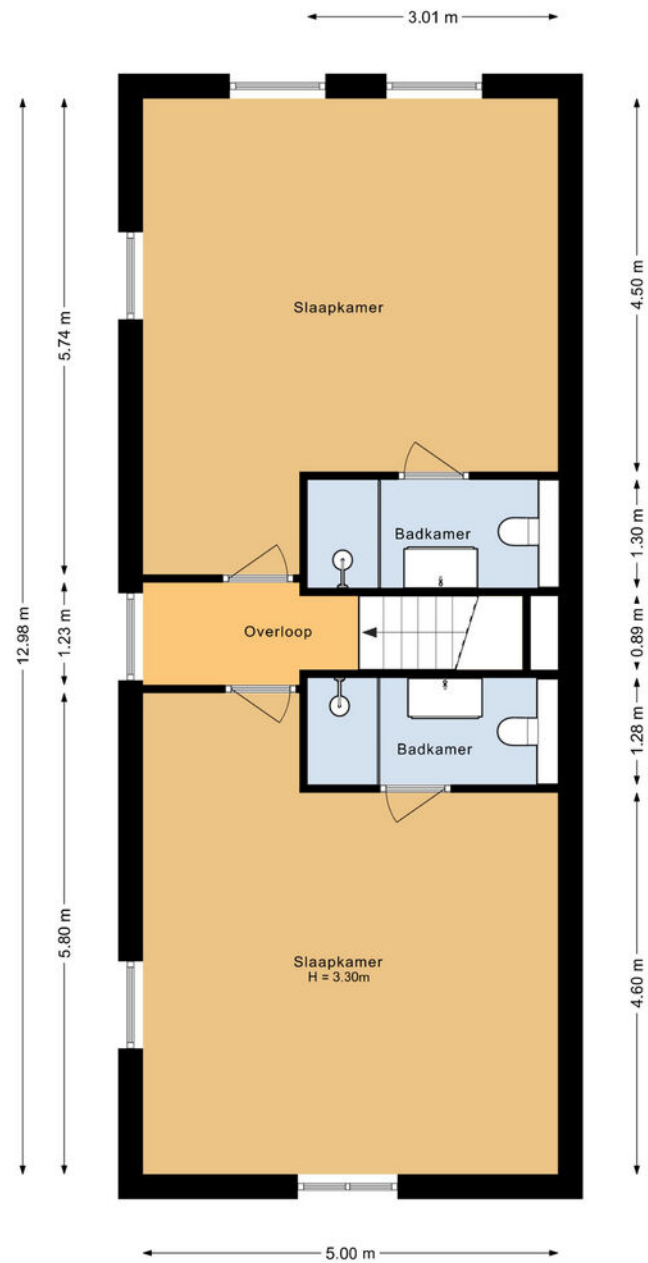 3.01 m
4.50 m
5.74 m
Slaapkamer
1.30 m
Badkamer
12.98 m
1.23 m
Overloop
0.89 m
1.28 m
Badkamer
5.80 m
Slaapkamer
H = 3.30m
4.60 m
5.00 m